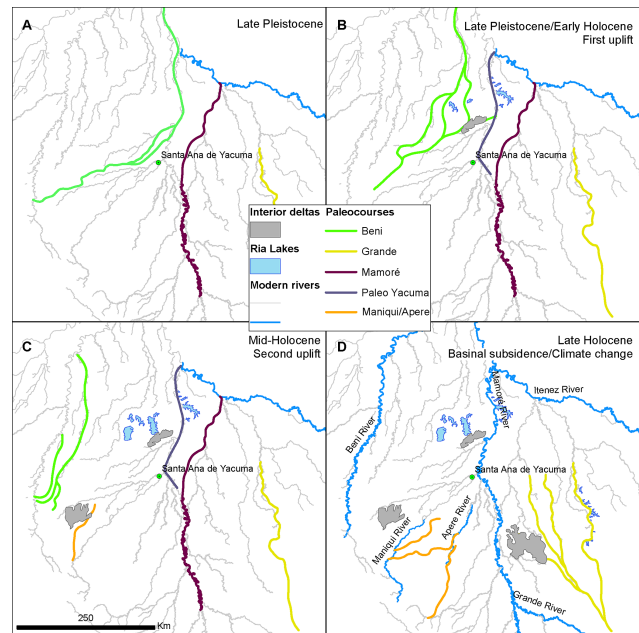 A
Late Pleistocene
Santa Ana de Yacuma
B
Late Pleistocene/Early Holocene
First uplift
Santa Ana de Yacuma
Interior deltas
Ria Lakes
Modern rivers
Paleocourses
Beni
Grande
Mamoré
Paleo Yacuma
Maniqui/Apere
C
Mid-Holocene
Second uplift
Santa Ana de Yacuma
250
Km
D
Late Holocene
Basinal subsidence/Climate change
Mamoré River
Itenez River
Beni River
Santa Ana de Yacuma
Apere River
Maniqui River
Grande River